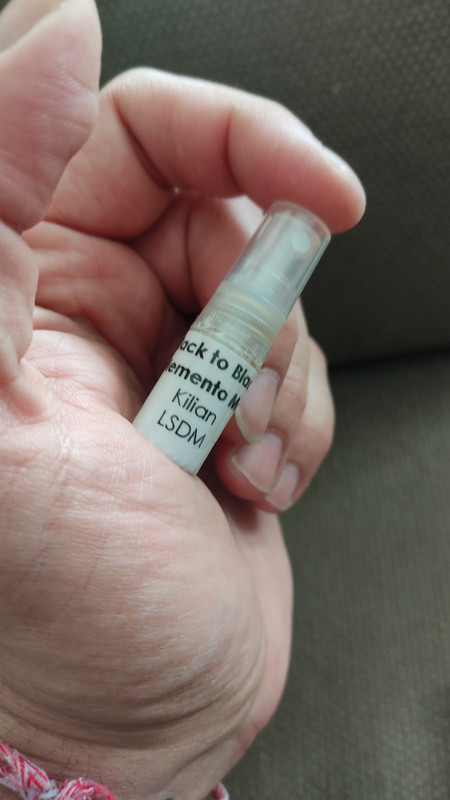 ack to Bla
emento M
Kilian
LSDM